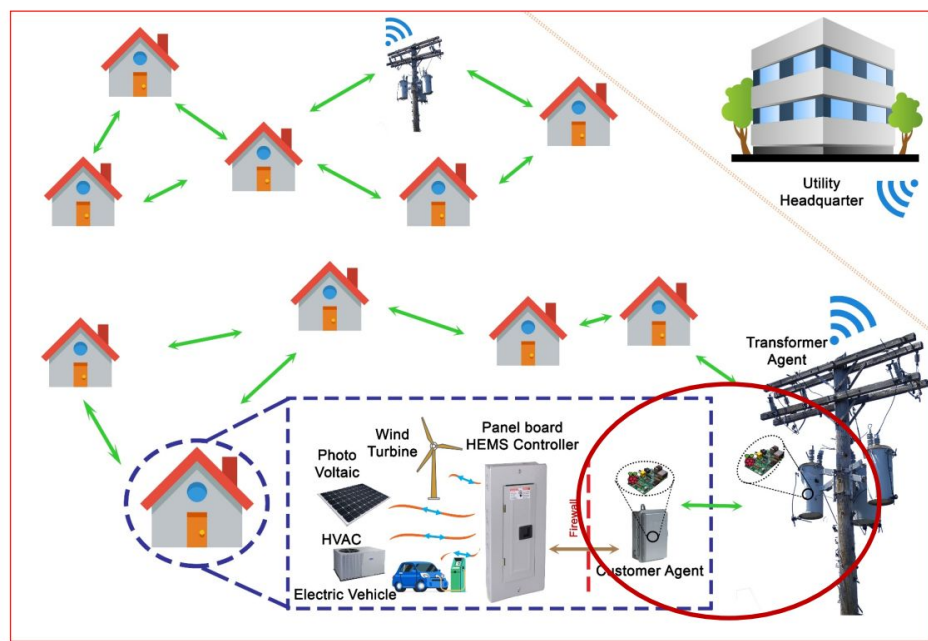 Utility
Headquarter
Transformer
Agent
Panel board
HEMS Controller
Wind
Turbine
Photo
Voltaic
HVAC
Electric Vehicle
Firewall
Customer Agent